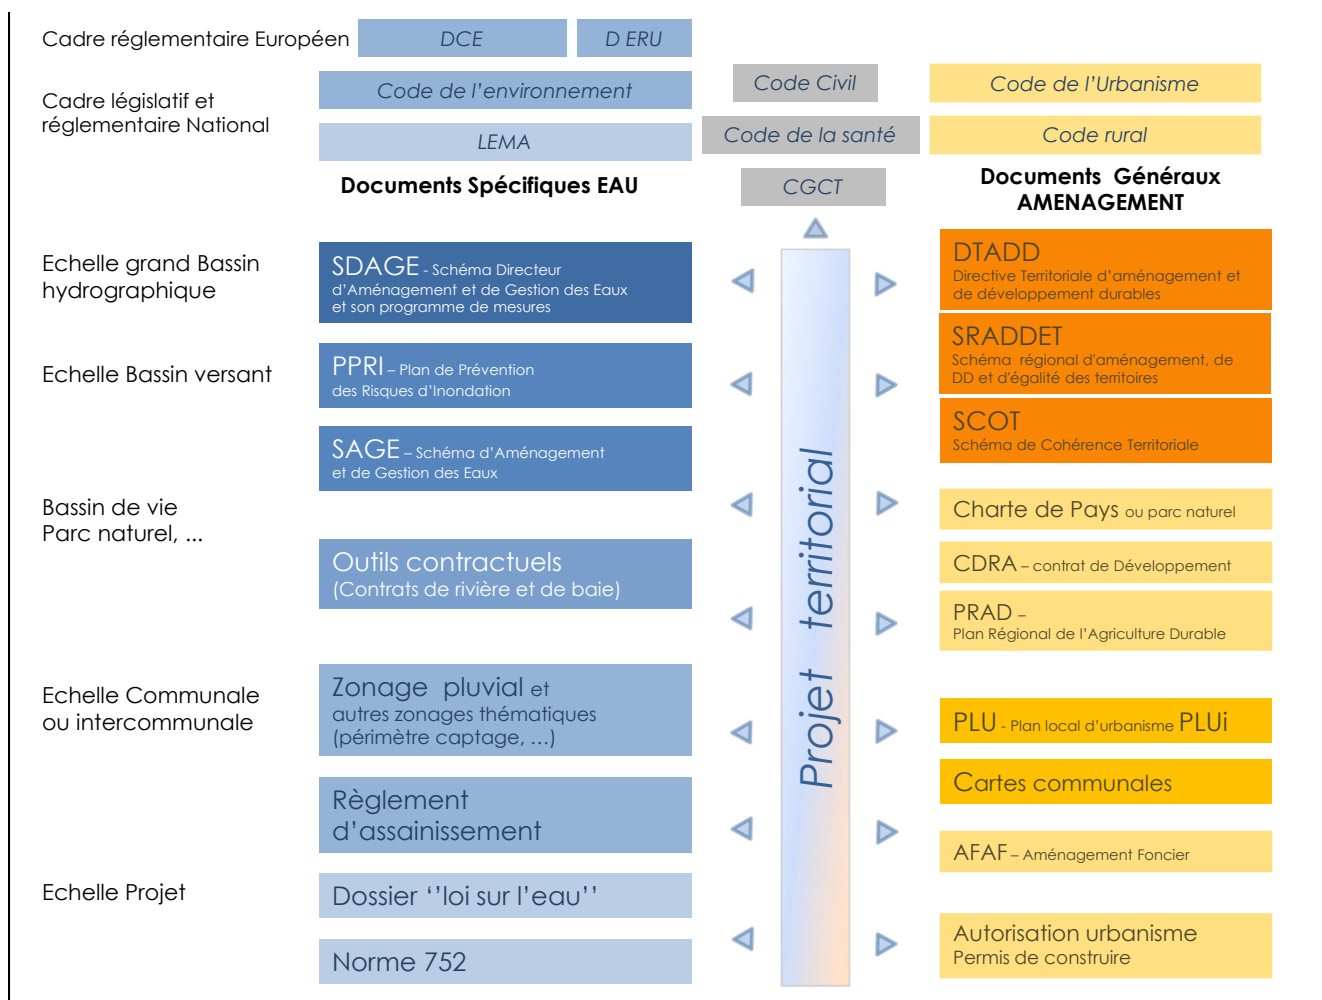 Cadre réglementaire Européen
DCE
D ERU
Cadre législatif et
réglementaire National
Code de l'environnement
Code Civil
Code de l'Urbanisme
LEMA
Code de la santé
Code rural
Documents Spécifiques EAU
CGCT
Documents Généraux
AMENAGEMENT
Echelle grand Bassin
hydrographique
SDAGE - Schéma Directeur
d'Aménagement et de Gestion des Eaux
et son programme de mesures
DTADD
Directive Territoriale d'aménagement et
de développement durables
SRADDET
Schéma régional d'aménagement, de
DD et d'égalité des territoires
Echelle Bassin versant
PPRI – Plan de Prévention
des Risques d'Inondation
SCOT
Schéma de Cohérence Territoriale
SAGE – Schéma d'Aménagement
et de Gestion des Eaux
Projet territorial
Bassin de vie
Parc naturel, ...
Charte de Pays ou parc naturel
Outils contractuels
(Contrats de rivière et de baie)
CDRA – contrat de Développement
PRAD –
Plan Régional de l'Agriculture Durable
Echelle Communale
ou intercommunale
Zonage pluvial et
autres zonages thématiques
(périmètre captage, …)
PLU - Plan local d'urbanisme PLUi
Cartes communales
Règlement
d'assainissement
AFAF – Aménagement Foncier
Echelle Projet
Dossier ‘'loi sur l'eau''
Autorisation urbanisme
Permis de construire
Norme 752